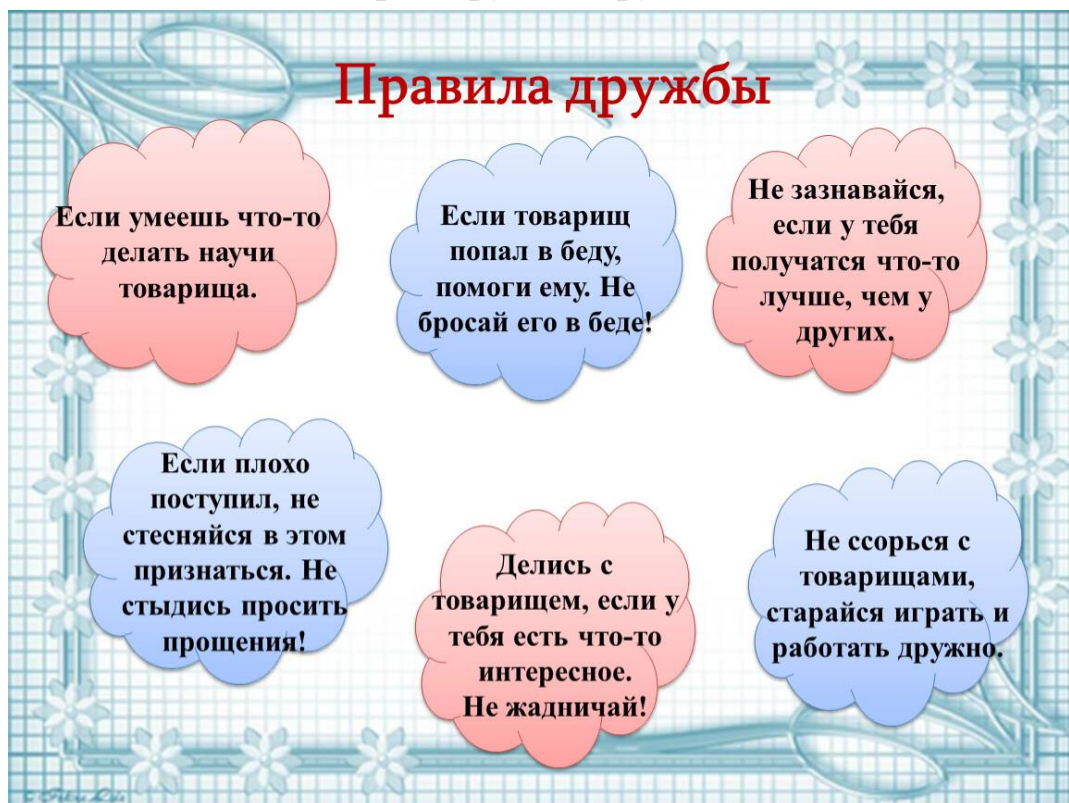 Правила дружбы
Если умеешь что-то
делать научи
товарища.
Если товарищ
попал в беду,
помоги ему. Не
бросай его в беде!
Не зазнавайся,
если у тебя
получатся что-то
лучше, чем у
других.
Если плохо
поступил, не
стесняйся в этом
признаться. Не
стыдись просить
прощения!
Делись с
товарищем, если у
тебя есть что-то
интересное.
Не жадничай!
Не ссорься с
товарищами,
старайся играть и
работать дружно.